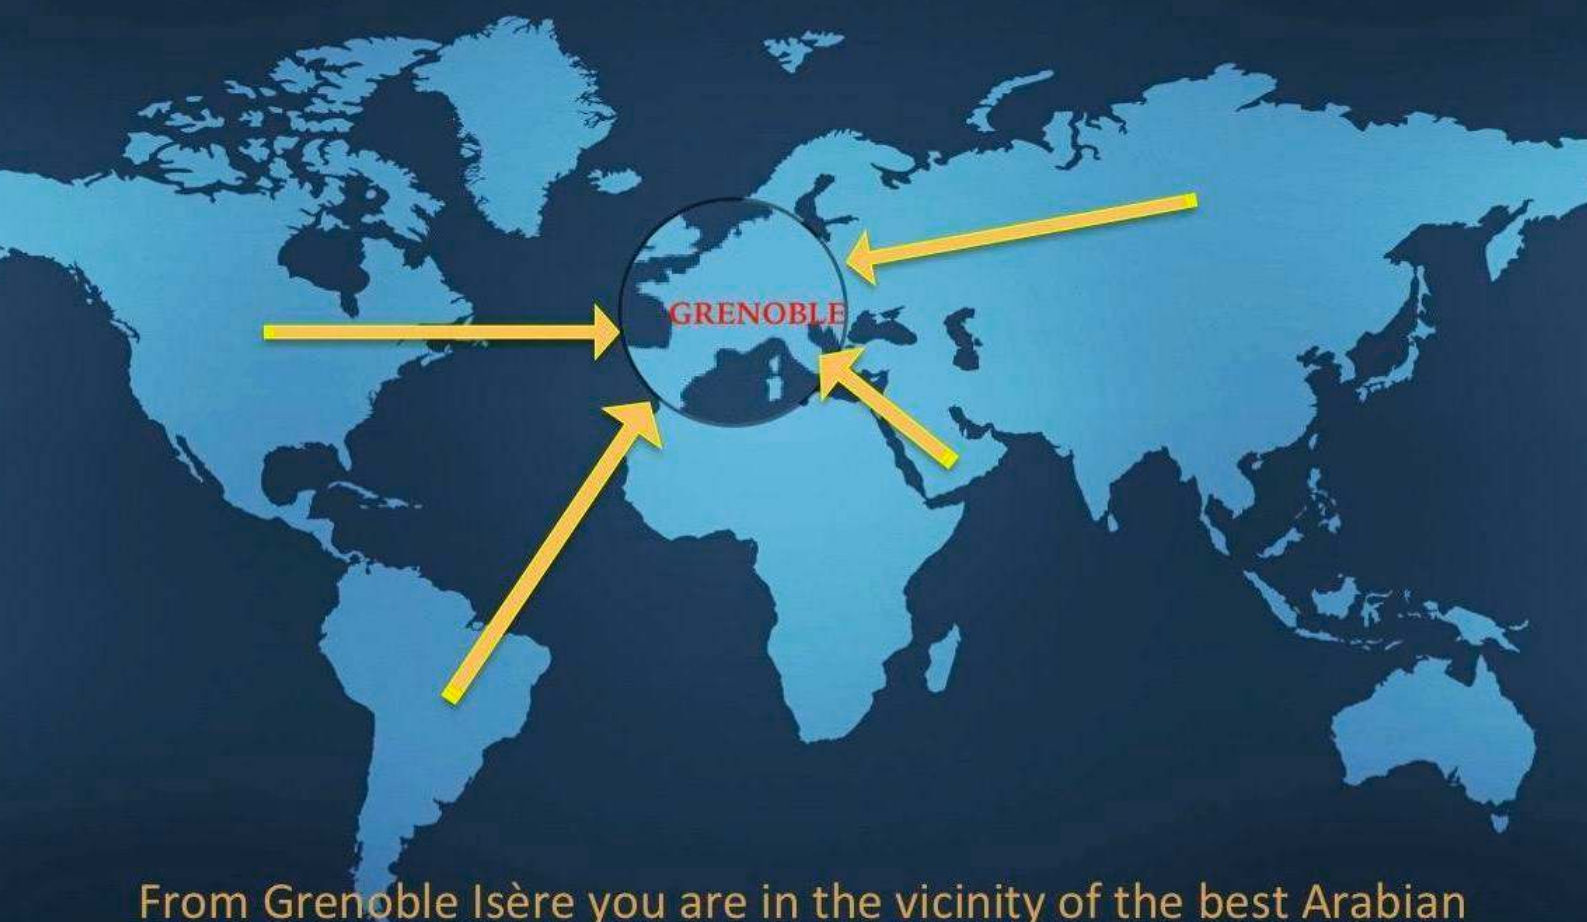 GRENOBLE
From Grenoble Isère you are in the vicinity of the best Arabian